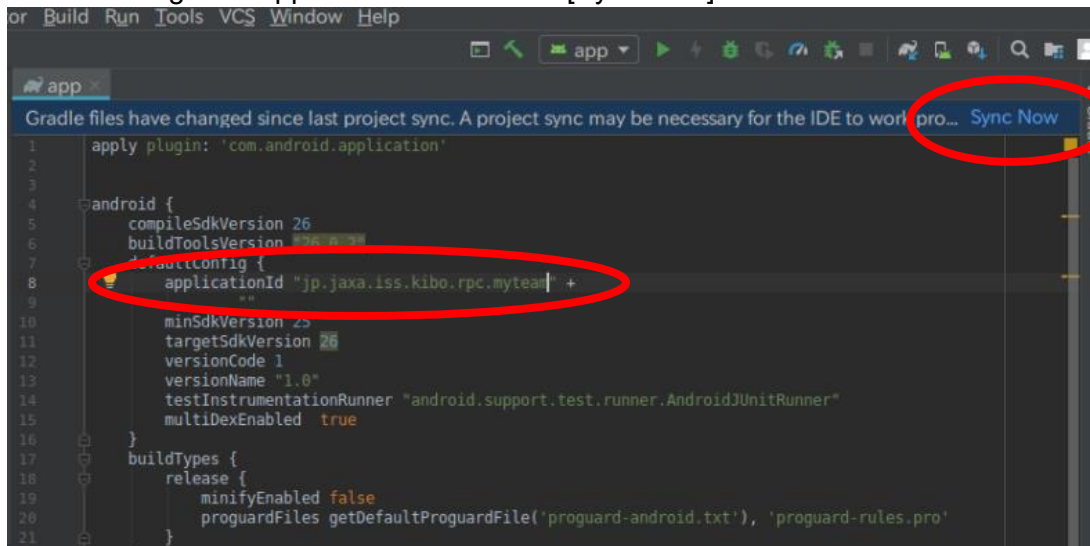 or Build Run Tools VCS Window Help
app
app
Gradle files have changed since last project sync. A project sync may be necessary for the IDE to work pro... Sync Now
1 apply plugin: 'com.android.application'
2
3
4 android {
5 compileSdkVersion 26
6 buildToolsVersion "26.0.2"
7 defaultConfig {
8 applicationId "jp.jaxa.iss.kibo.rpc.myteam" +
9 ""
10 minSdkVersion 25
11 targetSdkVersion 26
12 versionCode 1
13 versionName "1.0"
14 testInstrumentationRunner "android.support.test.runner.AndroidJUnitRunner"
15 multiDexEnabled true
16 }
17 buildTypes {
18 release {
19 minifyEnabled false
20 proguardFiles getDefaultProguardFile('proguard-android.txt'), 'proguard-rules.pro'
21 }